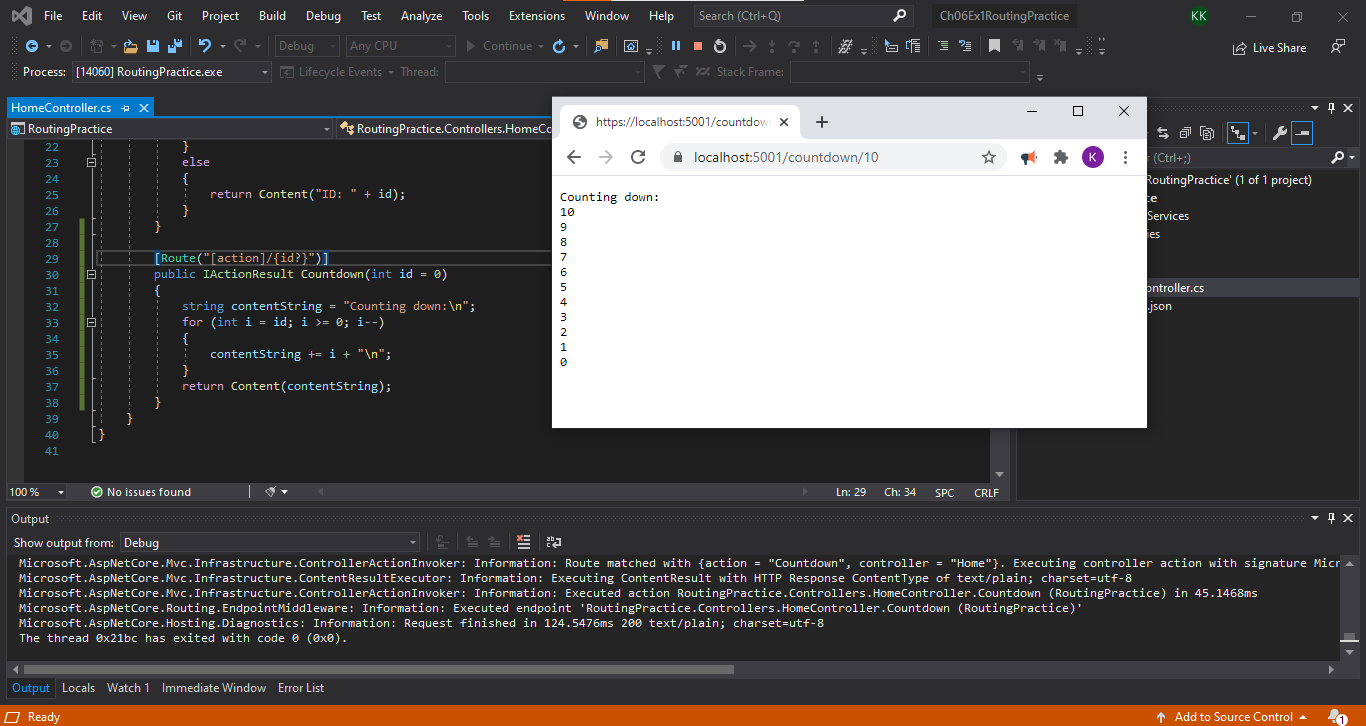 File Edit View Git Project Build Debug Test Analyze Tools Extensions Window Help Search (Ctrl+Q) Ch06Ex1RoutingPractice KK
Debug Any CPU Continue Live Share
Process: [14060] RoutingPractice.exe Lifecycle Events Thread: Stack Frame:
HomeController.cs
RoutingPractice RoutingPractice.Controllers.HomeCo
22 }
23 else
24 {
25 return Content("ID: " + id);
26 }
27 }
28
29 [Route("[action]/{id?}")]
30 public IActionResult Countdown(int id = 0)
31 {
32 string contentString = "Counting down:\n";
33 for (int i = id; i >= 0; i--)
34 {
35 contentString += i + "\n";
36 }
37 return Content(contentString);
38 }
39 }
40 }
41
https://localhost:5001/countdow
localhost:5001/countdown/10 K
Counting down:
10
9
8
7
6
5
4
3
2
1
0
r (Ctrl+;)
RoutingPractice' (1 of 1 project)
ce
Services
ies
ontroller.cs
.json
100 % No issues found Ln: 29 Ch: 34 SPC CRLF
Output
Show output from: Debug
Microsoft.AspNetCore.Mvc.Infrastructure.ControllerActionInvoker: Information: Route matched with {action = "Countdown", controller = "Home"}. Executing controller action with signature Micr
Microsoft.AspNetCore.Mvc.Infrastructure.ContentResultExecutor: Information: Executing ContentResult with HTTP Response ContentType of text/plain; charset=utf-8
Microsoft.AspNetCore.Mvc.Infrastructure.ControllerActionInvoker: Information: Executed action RoutingPractice.Controllers.HomeController.Countdown (RoutingPractice) in 45.1468ms
Microsoft.AspNetCore.Routing.EndpointMiddleware: Information: Executed endpoint 'RoutingPractice.Controllers.HomeController.Countdown (RoutingPractice)'
Microsoft.AspNetCore.Hosting.Diagnostics: Information: Request finished in 124.5476ms 200 text/plain; charset=utf-8
The thread 0x21bc has exited with code 0 (0x0).
Output Locals Watch 1 Immediate Window Error List
Ready Add to Source Control 1